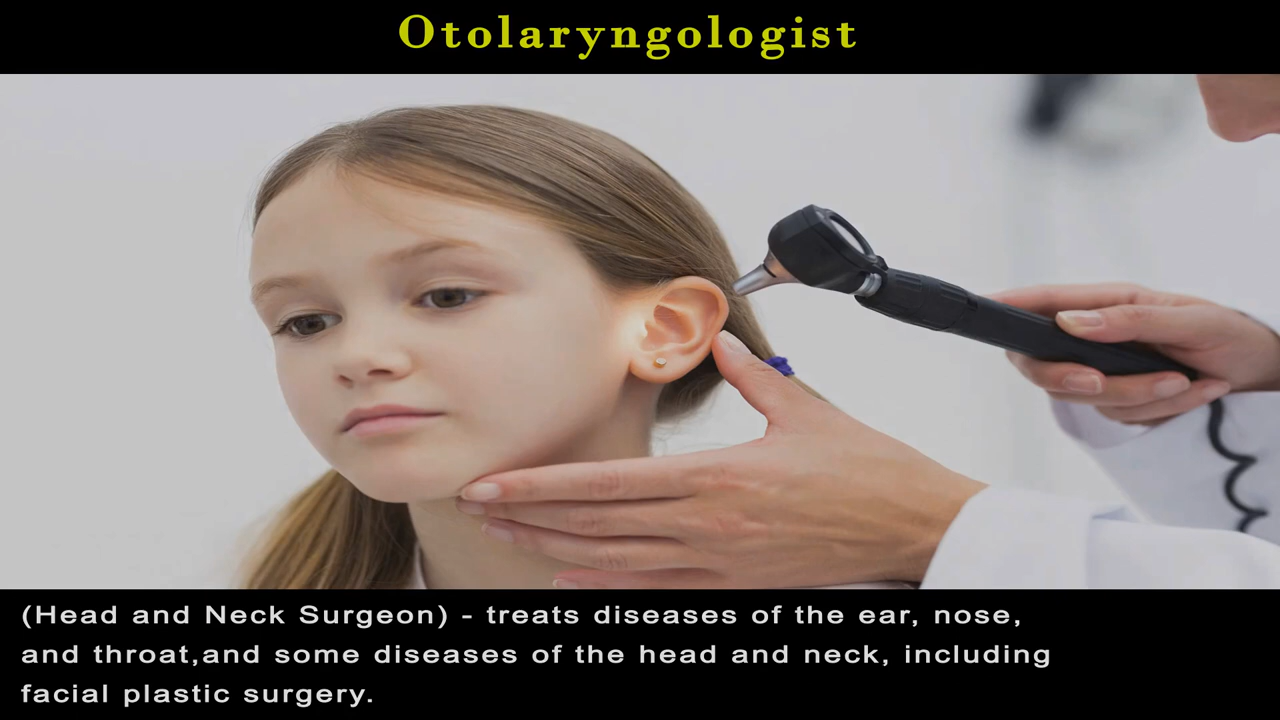 Otolaryngologist
(Head and Neck Surgeon) - treats diseases of the ear, nose,
and throat,and some diseases of the head and neck, including
facial plastic surgery.